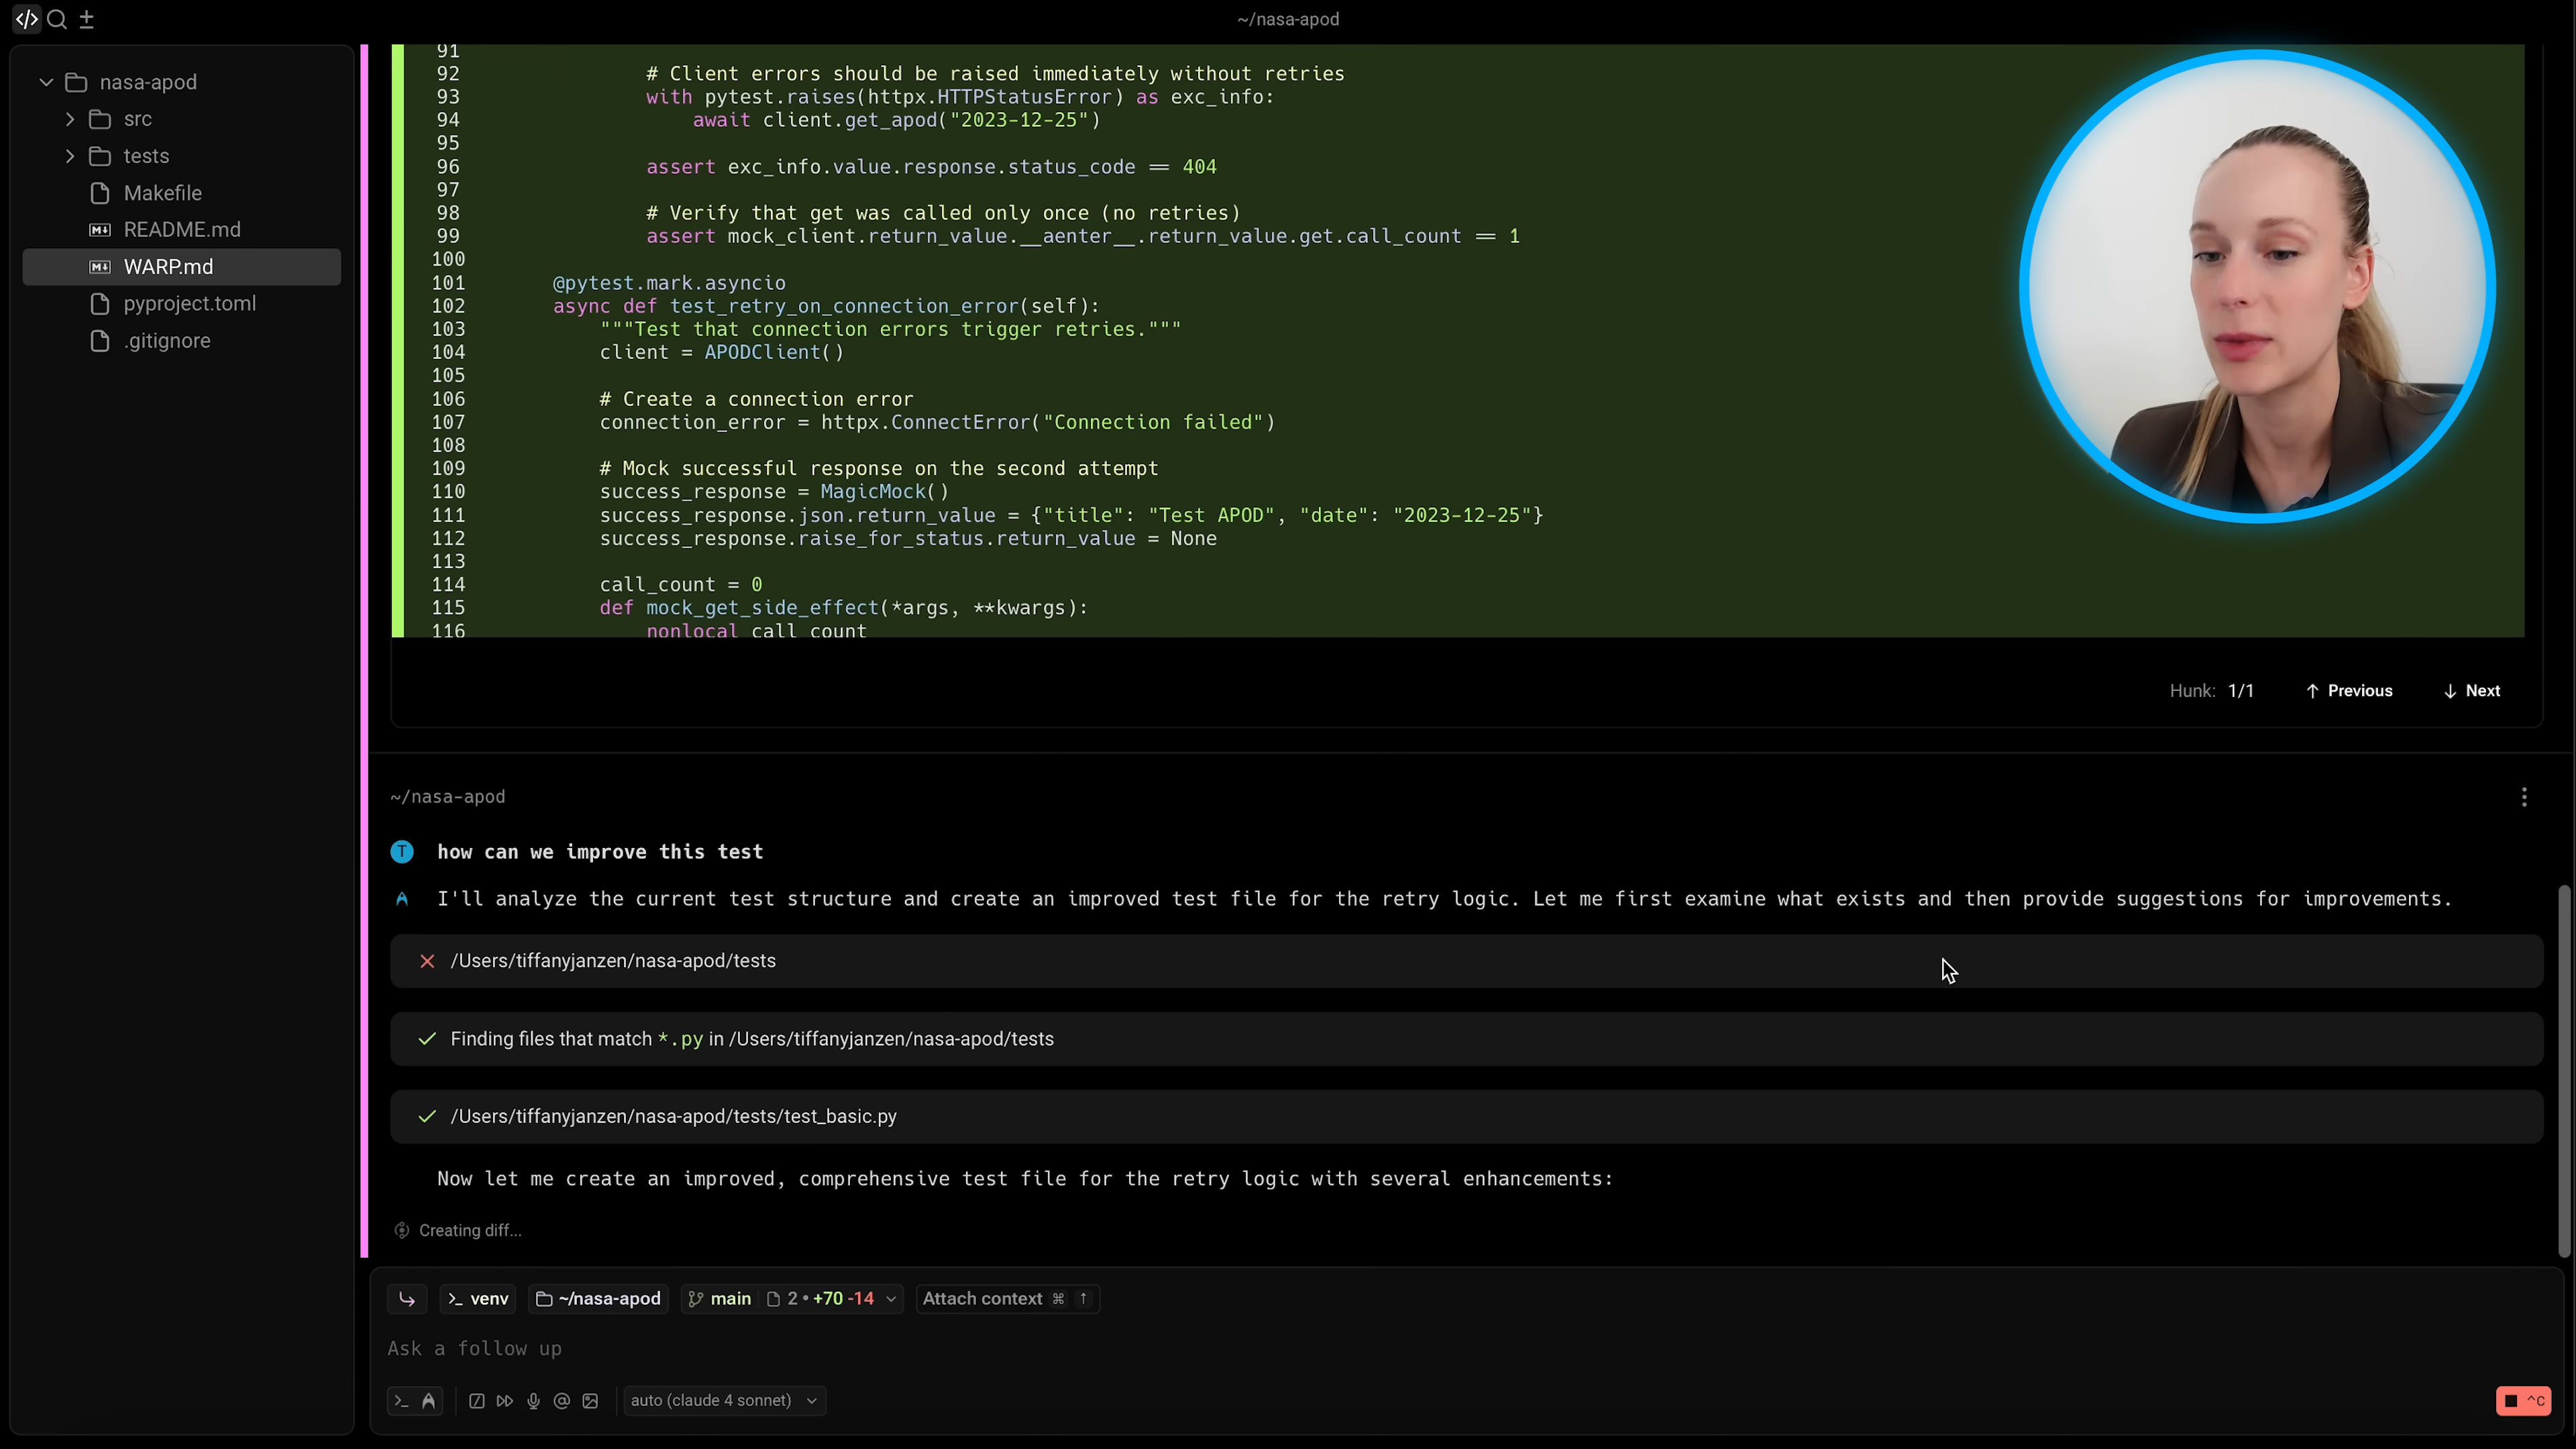 ~/nasa-apod
nasa-apod
src
tests
Makefile
README.md
WARP.md
pyproject.toml
.gitignore
91
92 # Client errors should be raised immediately without retries
93 with pytest.raises(httpx.HTTPStatusError) as exc_info:
94 await client.get_apod("2023-12-25")
95
96 assert exc_info.value.response.status_code == 404
97
98 # Verify that get was called only once (no retries)
99 assert mock_client.return_value.__aenter__.return_value.get.call_count == 1
100
101 @pytest.mark.asyncio
102 async def test_retry_on_connection_error(self):
103 """Test that connection errors trigger retries."""
104 client = APODClient()
105
106 # Create a connection error
107 connection_error = httpx.ConnectError("Connection failed")
108
109 # Mock successful response on the second attempt
110 success_response = MagicMock()
111 success_response.json.return_value = {"title": "Test APOD", "date": "2023-12-25"}
112 success_response.raise_for_status.return_value = None
113
114 call_count = 0
115 def mock_get_side_effect(*args, **kwargs):
116 nonlocal call_count
Hunk: 1/1 ↑ Previous ↓ Next
~/nasa-apod
T how can we improve this test
I'll analyze the current test structure and create an improved test file for the retry logic. Let me first examine what exists and then provide suggestions for improvements.
/Users/tiffanyjanzen/nasa-apod/tests
Finding files that match *.py in /Users/tiffanyjanzen/nasa-apod/tests
/Users/tiffanyjanzen/nasa-apod/tests/test_basic.py
Now let me create an improved, comprehensive test file for the retry logic with several enhancements:
Creating diff...
venv ~/nasa-apod main 2 • +70 -14 Attach context ⌘ ↑
Ask a follow up
auto (claude 4 sonnet) ^C